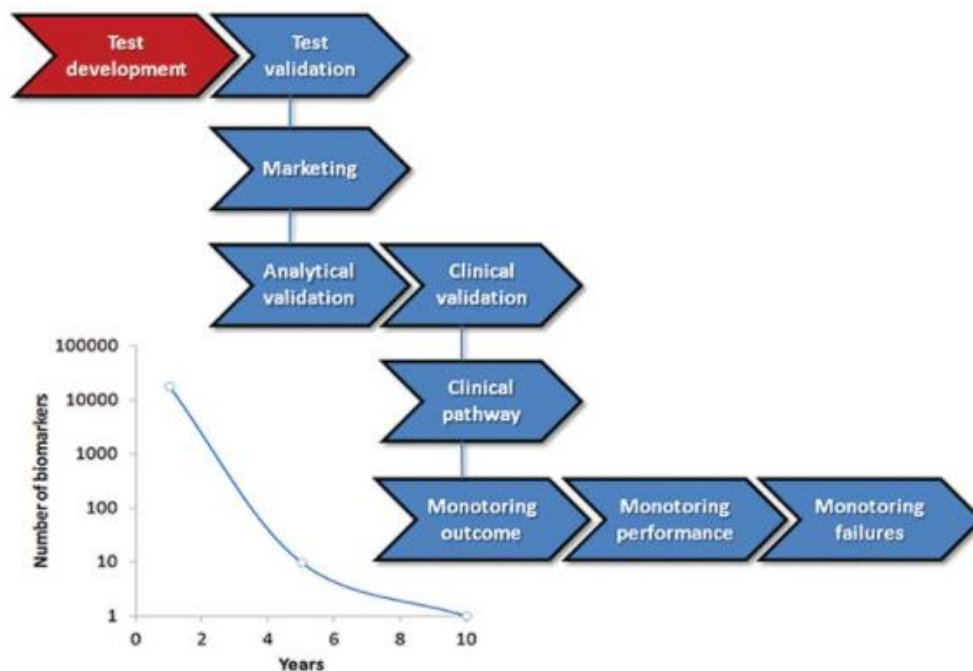 Test
development
Test
validation
Marketing
Analytical
validation
Clinical
validation
Clinical
pathway
Monotoring
outcome
Monotoring
performance
Monotoring
failures
Number of biomarkers
100000
10000
1000
100
10
1
0
2
4
6
8
10
Years